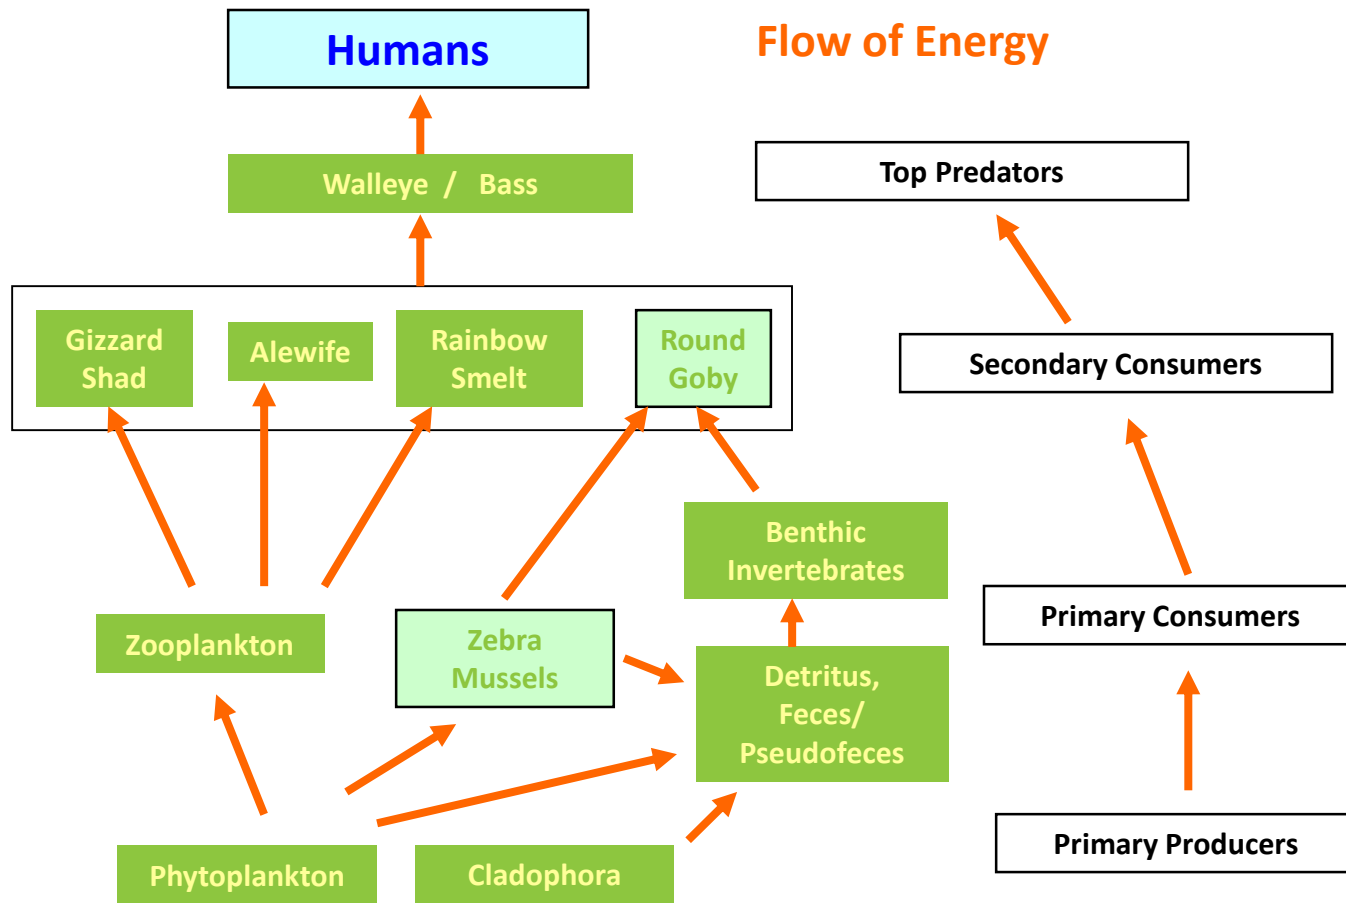 Humans
Flow of Energy
Walleye / Bass
Top Predators
Gizzard
Shad
Alewife
Rainbow
Smelt
Round
Goby
Secondary Consumers
Benthic
Invertebrates
Zooplankton
Zebra
Mussels
Primary Consumers
Detritus,
Feces/
Pseudofeces
Phytoplankton
Cladophora
Primary Producers